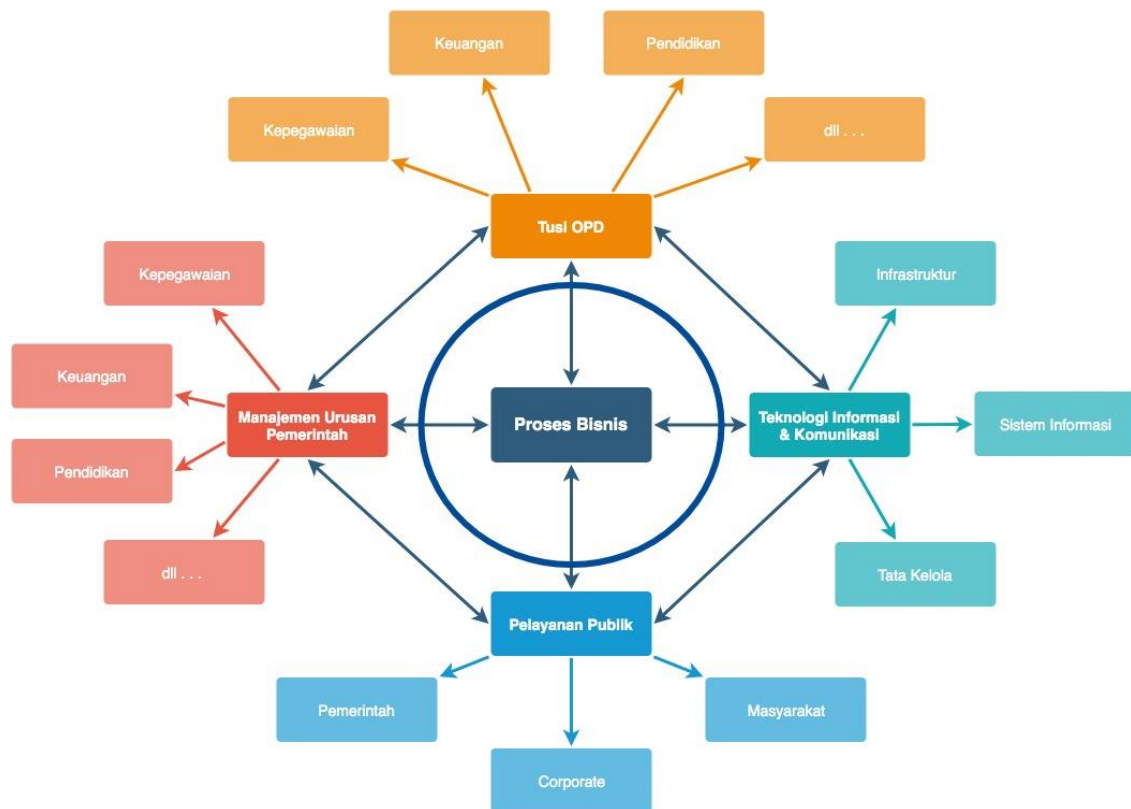 Keuangan
Pendidikan
Kepegawaian
dll . . .
Tusi OPD
Kepegawaian
Infrastruktur
Keuangan
Manajemen Urusan
Pemerintah
Proses Bisnis
Teknologi Informasi
& Komunikasi
Sistem Informasi
Pendidikan
dll . . .
Tata Kelola
Pelayanan Publik
Pemerintah
Masyarakat
Corporate